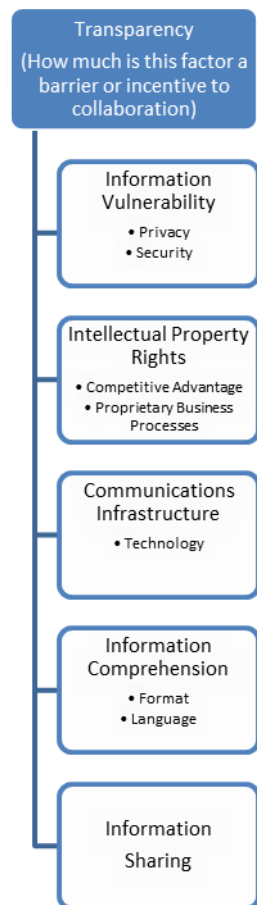 Transparency
(How much is this factor a
barrier or incentive to
collaboration)
Information
Vulnerability
• Privacy
• Security
Intellectual Property
Rights
• Competitive Advantage
• Proprietary Business
Processes
Communications
Infrastructure
• Technology
Information
Comprehension
• Format
• Language
Information
Sharing